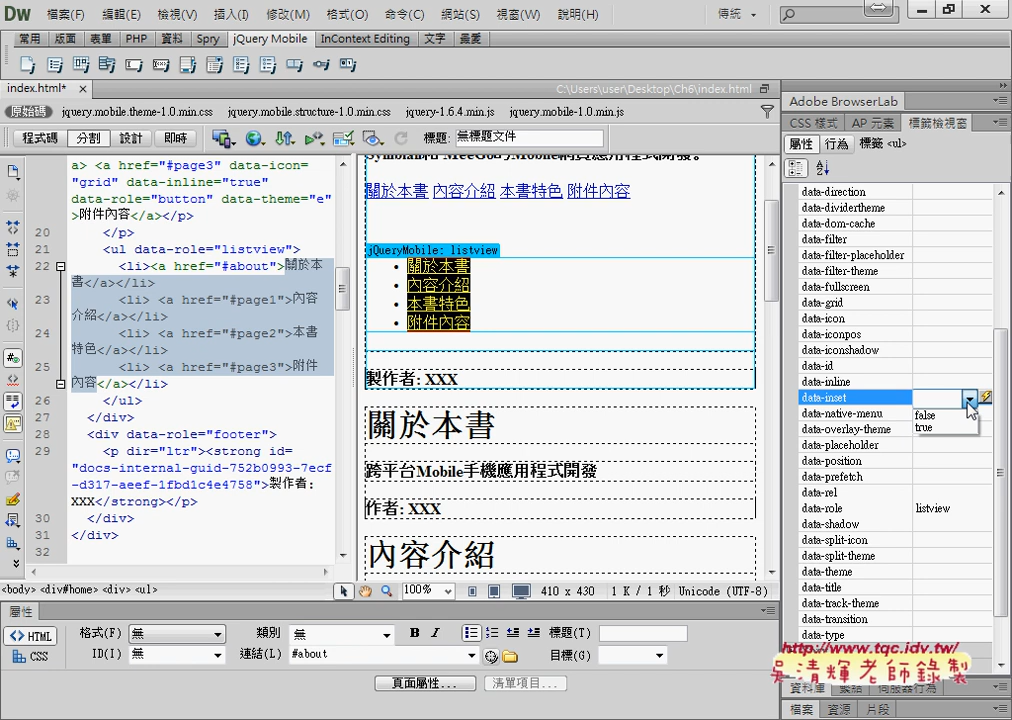 Dw 檔案(F) 編輯(E) 檢視(V) 插入(I) 修改(M) 格式(O) 命令(C) 網站(S) 視窗(W) 說明(H) 傳統
常用 版面 表單 PHP 資料 Spry jQuery Mobile InContext Editing 文字 最愛
index.html* C:\Users\user\Desktop\Ch6\index.html
原始碼 jquery.mobile.theme-1.0.min.css jquery.mobile.structure-1.0.min.css jquery-1.6.4.min.js jquery.mobile-1.0.min.js
程式碼 分割 設計 即時 標題: 無標題文件
a> <a href="#page3" data-icon=
"grid" data-inline="true"
data-role="button" data-theme="e"
>附件內容</a></p>
20 </p>
21 <ul data-role="listview">
22 <li><a href="#about">關於本
書</a></li>
23 <li> <a href="#page1">內容
介紹</a></li>
24 <li> <a href="#page2">本書
特色</a></li>
25 <li> <a href="#page3">附件
內容</a></li>
26 </ul>
27 </div>
28 <div data-role="footer">
29 <p dir="ltr"><strong id=
"docs-internal-guid-752b0993-7ecf
-d317-aeef-1fbd1c4e4758">製作者:
XXX</strong></p>
30 </div>
31 </div>
32
關於本書 內容介紹 本書特色 附件內容
jQueryMobile: listview
關於本書
內容介紹
本書特色
附件內容
製作者: XXX
關於本書
跨平台Mobile手機應用程式開發
作者: XXX
內容介紹
<body> <div#home> <div> <ul> 100% 410 x 430 1 K / 1 秒 Unicode (UTF-8)
屬性
<> HTML 格式(F) 無 類別 無 B I 標題(T)
CSS ID(I) 無 連結(L) #about 目標(G)
頁面屬性... 清單項目...
Adobe BrowserLab
CSS 樣式 AP 元素 標籤檢視窗
屬性 行為 標籤 <ul>
data-direction
data-dividertheme
data-dom-cache
data-filter
data-filter-placeholder
data-filter-theme
data-fullscreen
data-grid
data-icon
data-iconpos
data-iconshadow
data-id
data-inline
data-inset
data-native-menu false
data-overlay-theme true
data-placeholder
data-position
data-prefetch
data-rel
data-role listview
data-shadow
data-split-icon
data-split-theme
data-theme
data-title
data-track-theme
data-transition
data-type
http://www.tqc.idv.tw/
吳清輝老師錄製
檔案 資源 片段